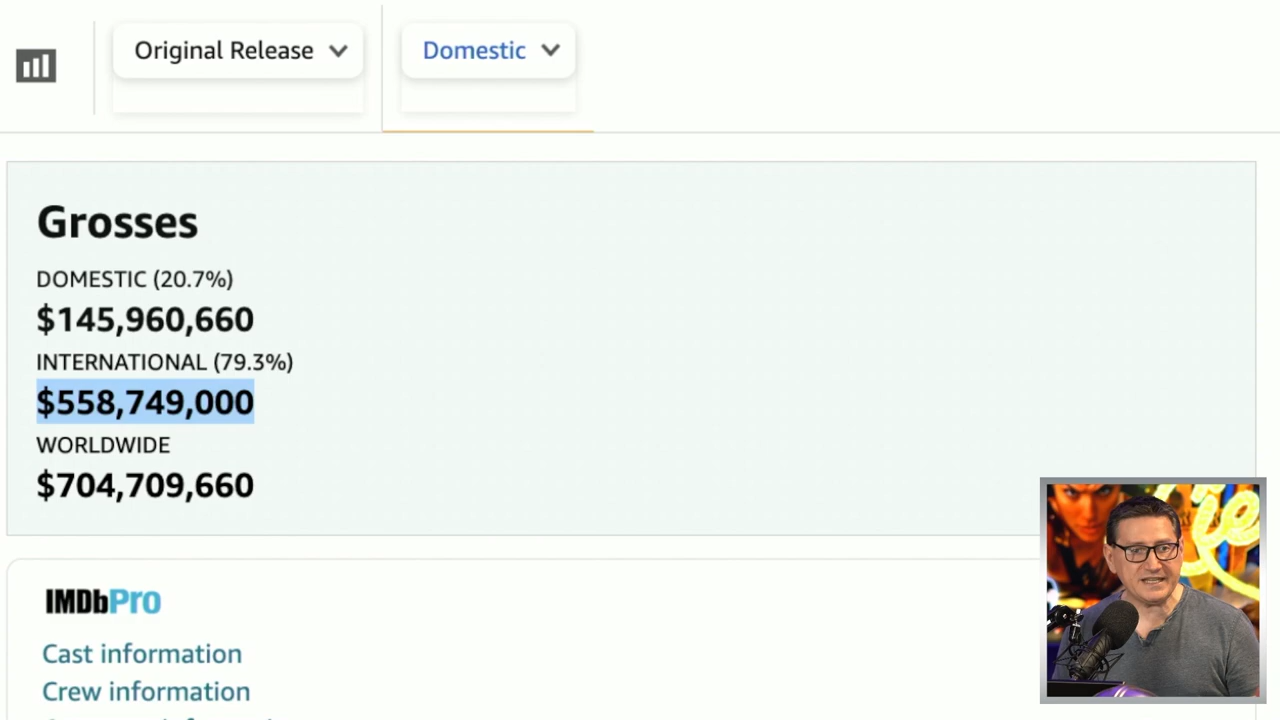 Original Release
Domestic
Grosses
DOMESTIC (20.7%)
$145,960,660
INTERNATIONAL (79.3%)
$558,749,000
WORLDWIDE
$704,709,660
IMDbPro
Cast information
Crew information